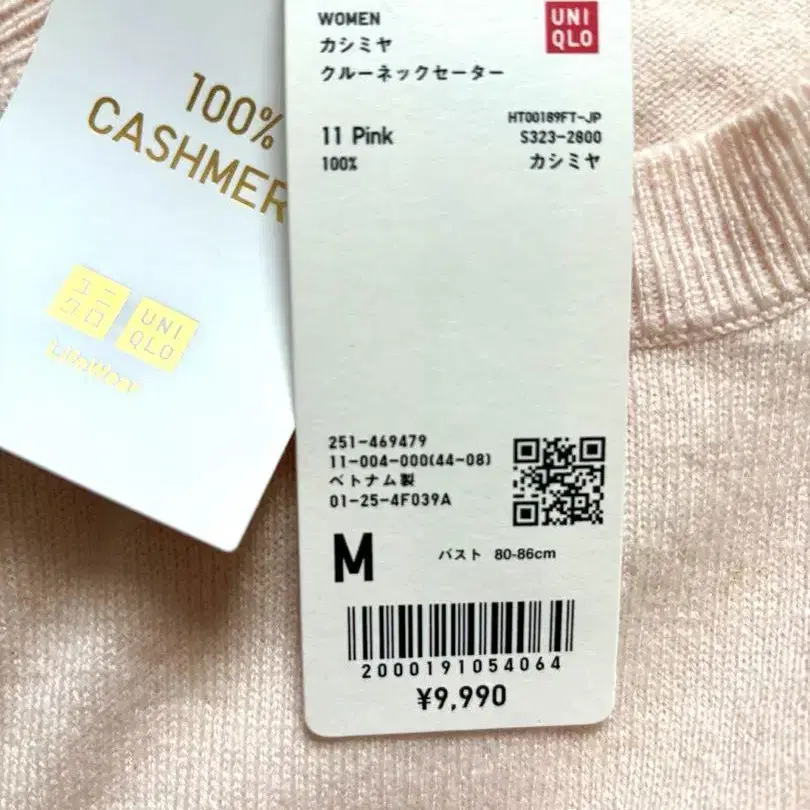 100%
CASHMER
ユニ
クロ
UNI
QLO
LifeWear
WOMEN
カシミヤ
クルーネックセーター
UNI
QLO
11 Pink
100%
HT00189FT-JP
S323-2800
カシミヤ
251-469479
11-004-000(44-08)
ベトナム製
01-25-4F039A
M
バスト 80-86cm
2000191054064
¥9,990